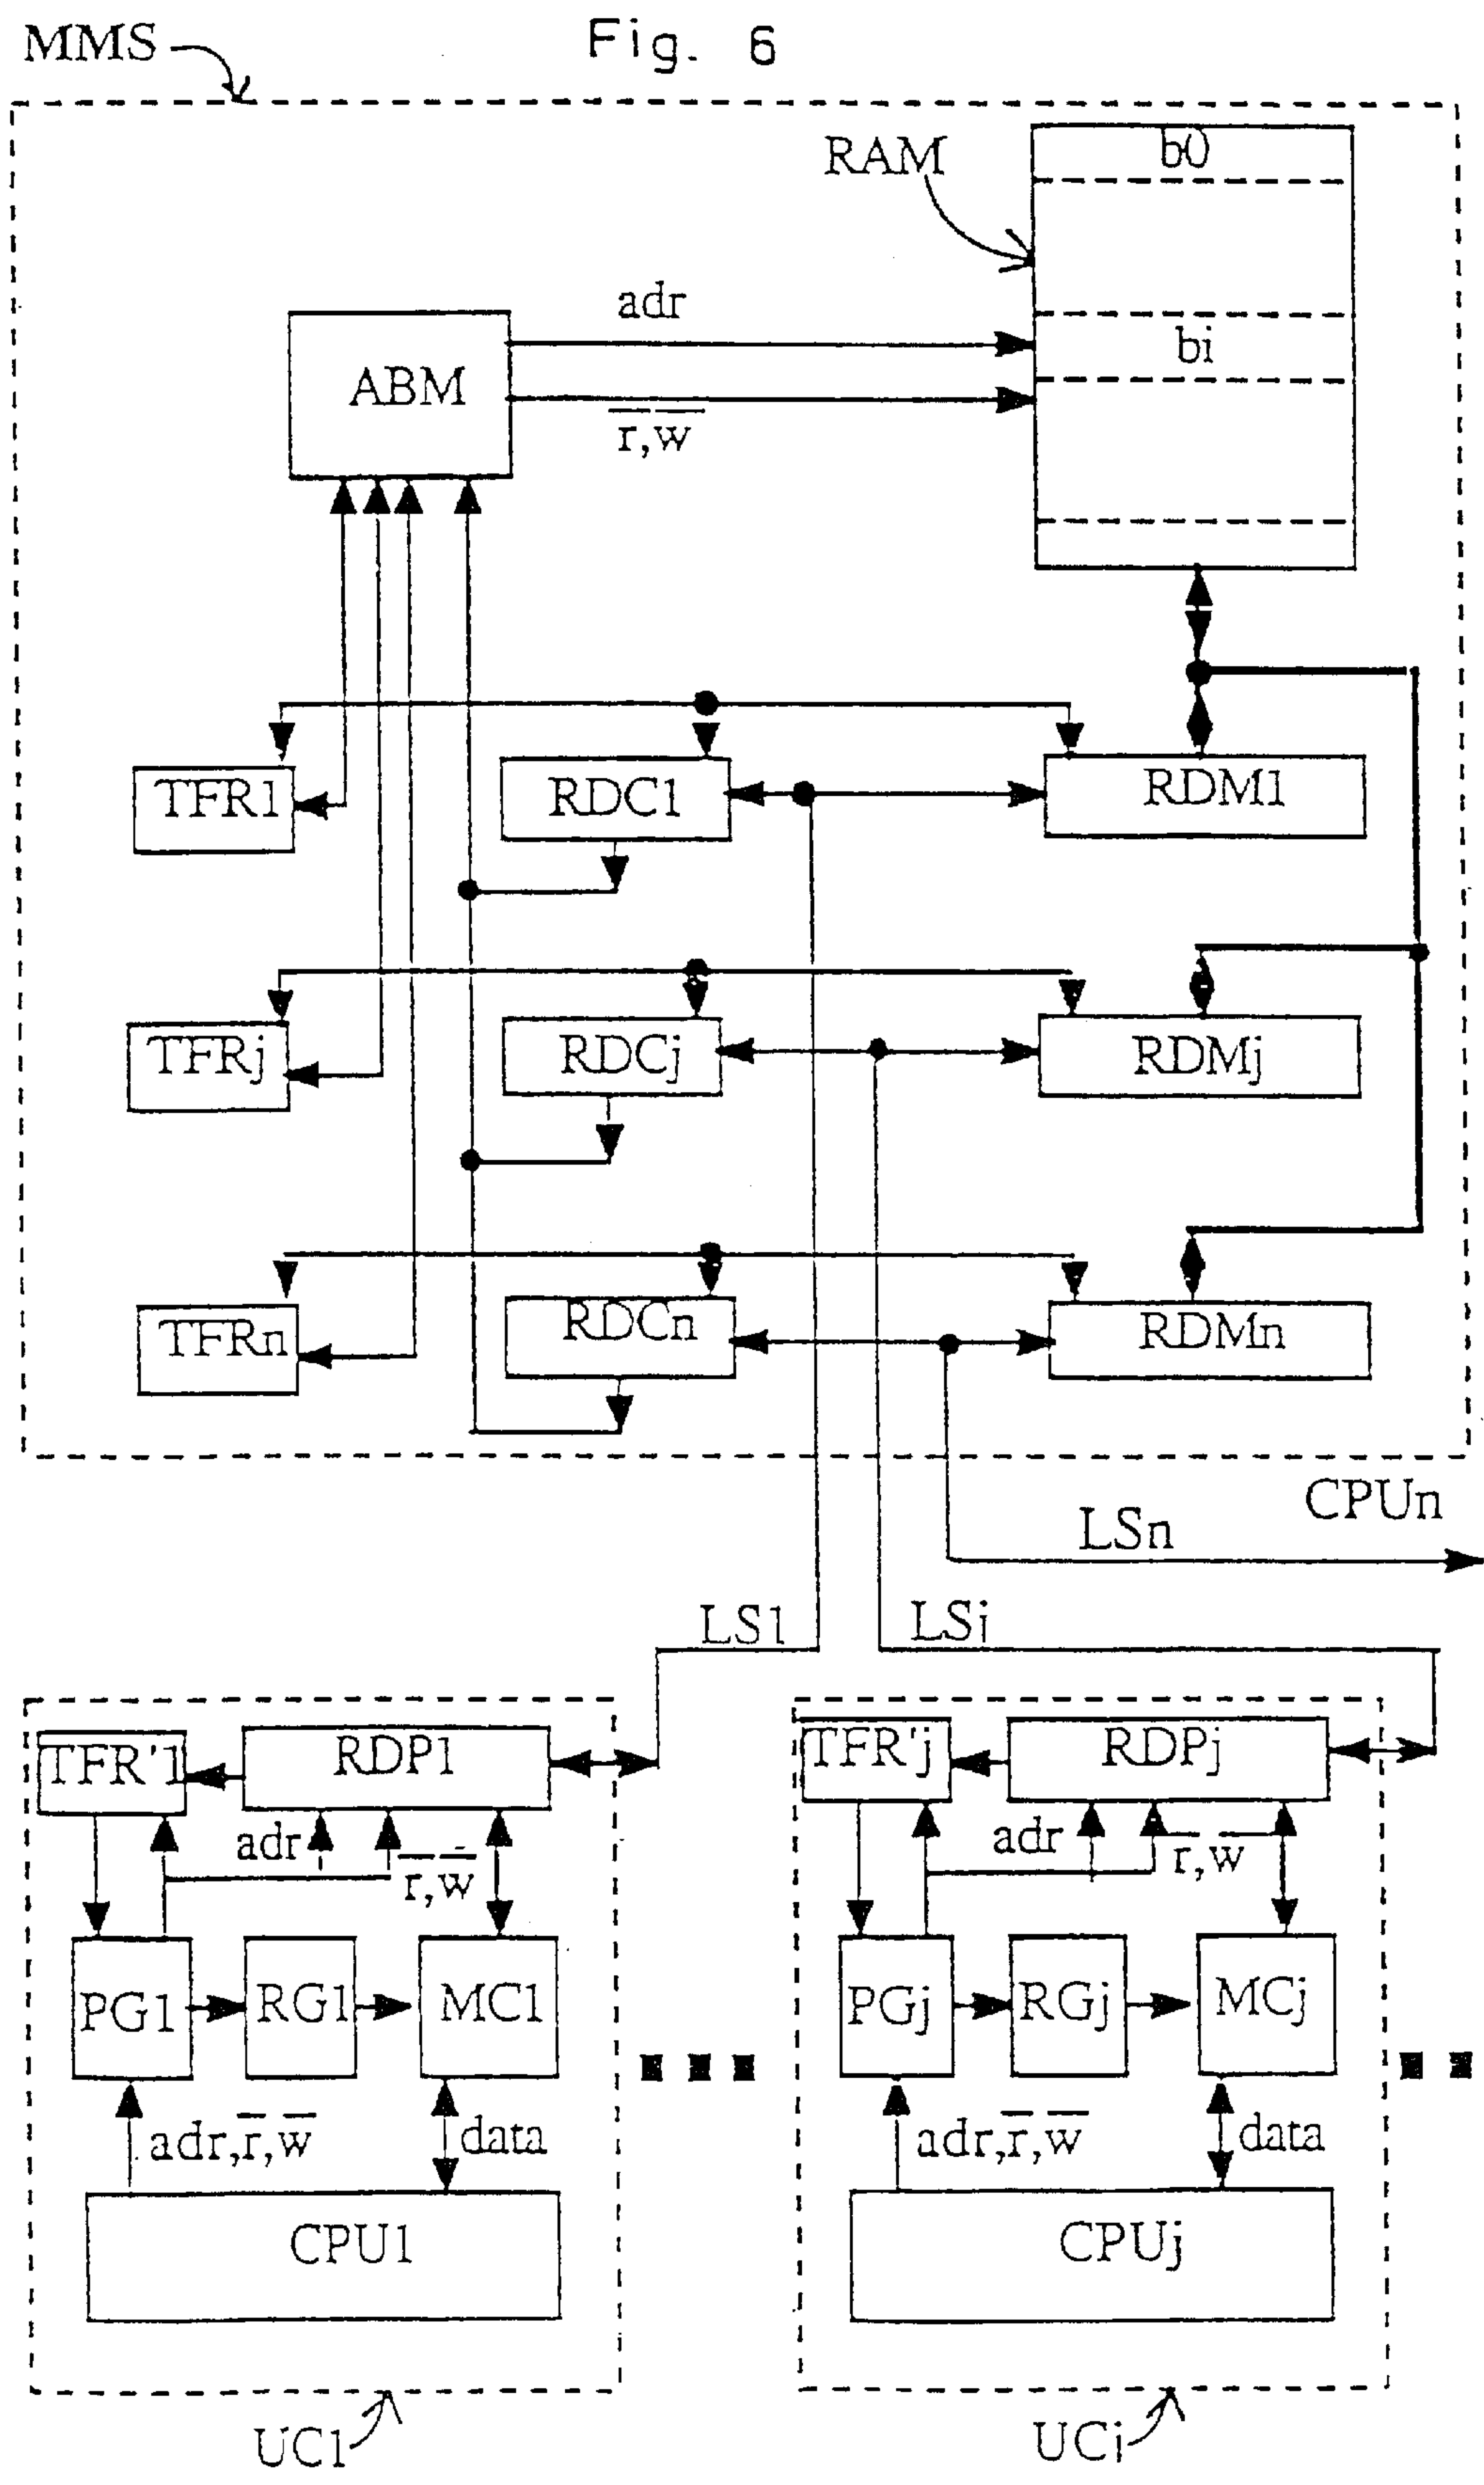 MMS
Fig. 6
RAM
b0
adr
bi
ABM
r̅,w̅
TFR1
RDC1
RDM1
TFRj
RDCj
RDMj
TFRn
RDCn
RDMn
CPUn
LSn
LS1
LSj
TFR'1
RDP1
TFR'j
RDPj
adr
r̅,w̅
adr
r̅,w̅
PG1
RG1
MC1
PGj
RGj
MCj
adr,r̅,w̅
data
adr,r̅,w̅
data
CPU1
CPUj
UC1
UCj